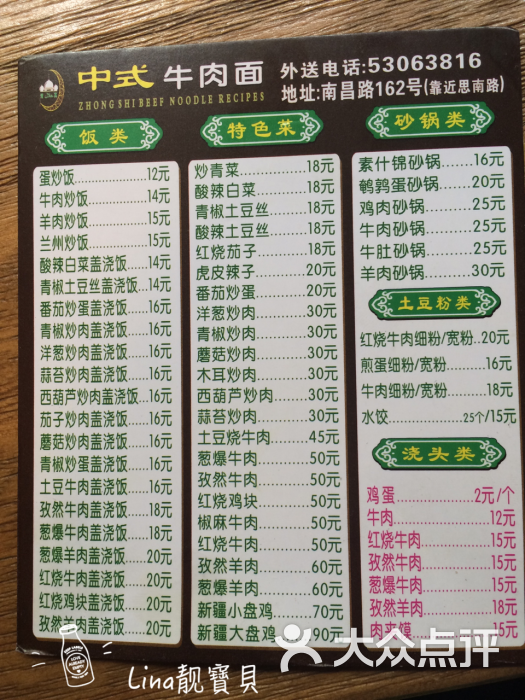 中式 牛肉面
ZHONG SHI BEEF NOODLE RECIPES
外送电话:53063816
地址:南昌路162号(靠近思南路)
饭类
蛋炒饭............12元
牛肉炒饭............14元
羊肉炒饭............15元
兰州炒饭............15元
酸辣白菜盖浇饭.....14元
青椒土豆丝盖浇饭..14元
番茄炒蛋盖浇饭.....16元
青椒炒肉盖浇饭.....16元
洋葱炒肉盖浇饭.....16元
蒜苔炒肉盖浇饭.....16元
西葫芦炒肉盖浇饭..16元
茄子炒肉盖浇饭.....16元
蘑菇炒肉盖浇饭.....16元
青椒炒蛋盖浇饭.....16元
土豆牛肉盖浇饭.....16元
孜然牛肉盖浇饭.....18元
葱爆牛肉盖浇饭.....18元
葱爆羊肉盖浇饭.....20元
红烧牛肉盖浇饭.....20元
红烧鸡块盖浇饭.....20元
孜然羊肉盖浇饭.....20元
特色菜
炒青菜............18元
酸辣白菜............18元
青椒土豆丝............18元
酸辣土豆丝............18元
红烧茄子............18元
虎皮辣子............20元
番茄炒蛋............20元
洋葱炒肉............30元
青椒炒肉............30元
蘑菇炒肉............30元
木耳炒肉............30元
西葫芦炒肉............30元
蒜苔炒肉............30元
土豆烧牛肉............45元
葱爆牛肉............50元
孜然牛肉............50元
红烧鸡块............50元
椒麻牛肉............50元
红烧牛肉............60元
孜然羊肉............60元
葱爆羊肉............60元
新疆小盘鸡............70元
新疆大盘鸡............90元
砂锅类
素什锦砂锅......16元
鹌鹑蛋砂锅......20元
鸡肉砂锅......25元
牛肉砂锅......25元
牛肚砂锅......25元
羊肉砂锅......30元
土豆粉类
红烧牛肉细粉/宽粉..20元
煎蛋细粉/宽粉......16元
牛肉细粉/宽粉......18元
水饺............25个/15元
浇头类
鸡蛋............2元/个
牛肉............12元
红烧牛肉............15元
孜然牛肉............15元
葱爆牛肉............15元
孜然羊肉............18元
肉夹馍............15元
大众点评
Lina靓寶貝